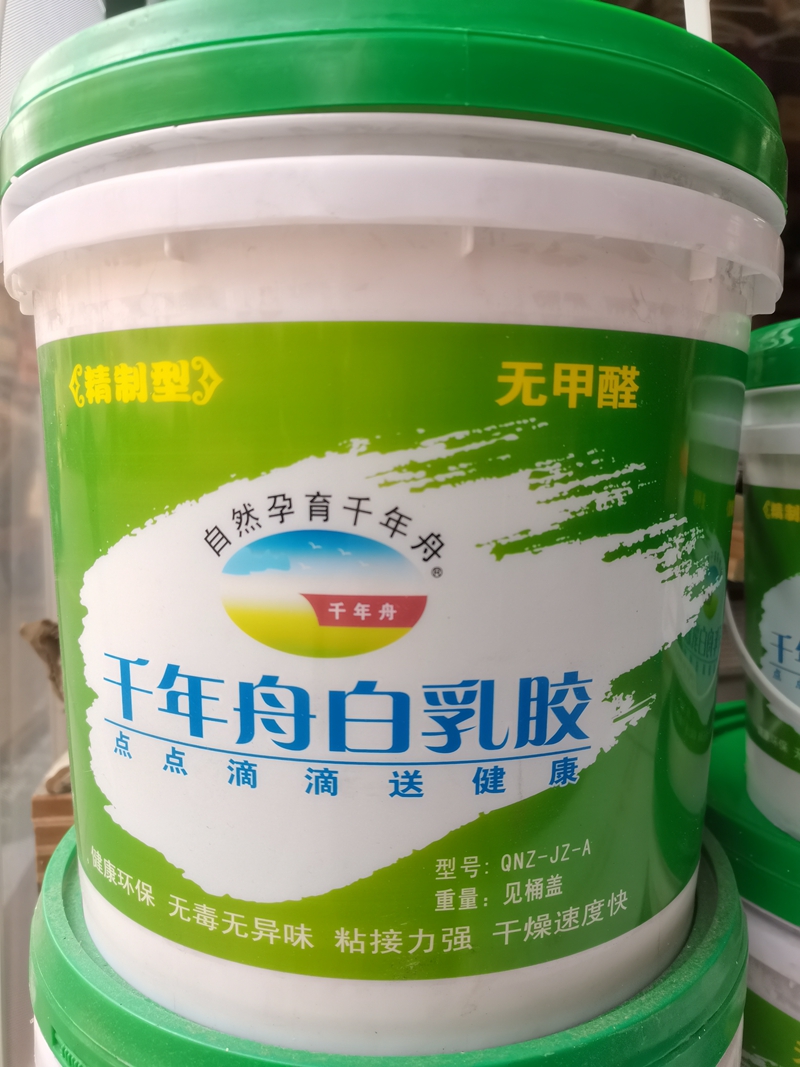 《精制型》
无甲醛
自然孕育千年舟
®
千年舟
千年舟白乳胶
点点滴滴送健康
型号：QNZ-JZ-A
重量：见桶盖
健康环保 无毒无异味 粘接力强 干燥速度快